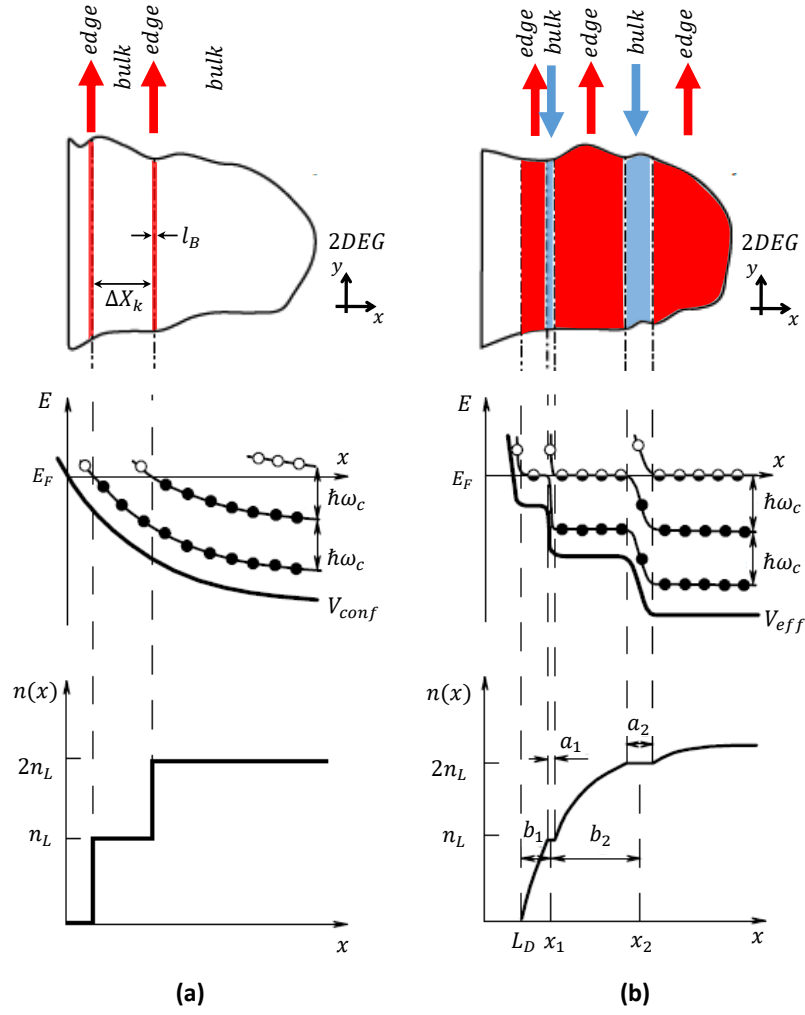 edge
bulk
edge
bulk
l_B
ΔX_k
2DEG
y
x
E
E_F
x
ħω_c
ħω_c
V_conf
n(x)
2n_L
n_L
x
(a)
edge
bulk
edge
bulk
edge
2DEG
y
x
E
E_F
x
ħω_c
ħω_c
V_eff
n(x)
a_2
a_1
2n_L
n_L
b_1
b_2
L_D x_1 x_2 x
(b)